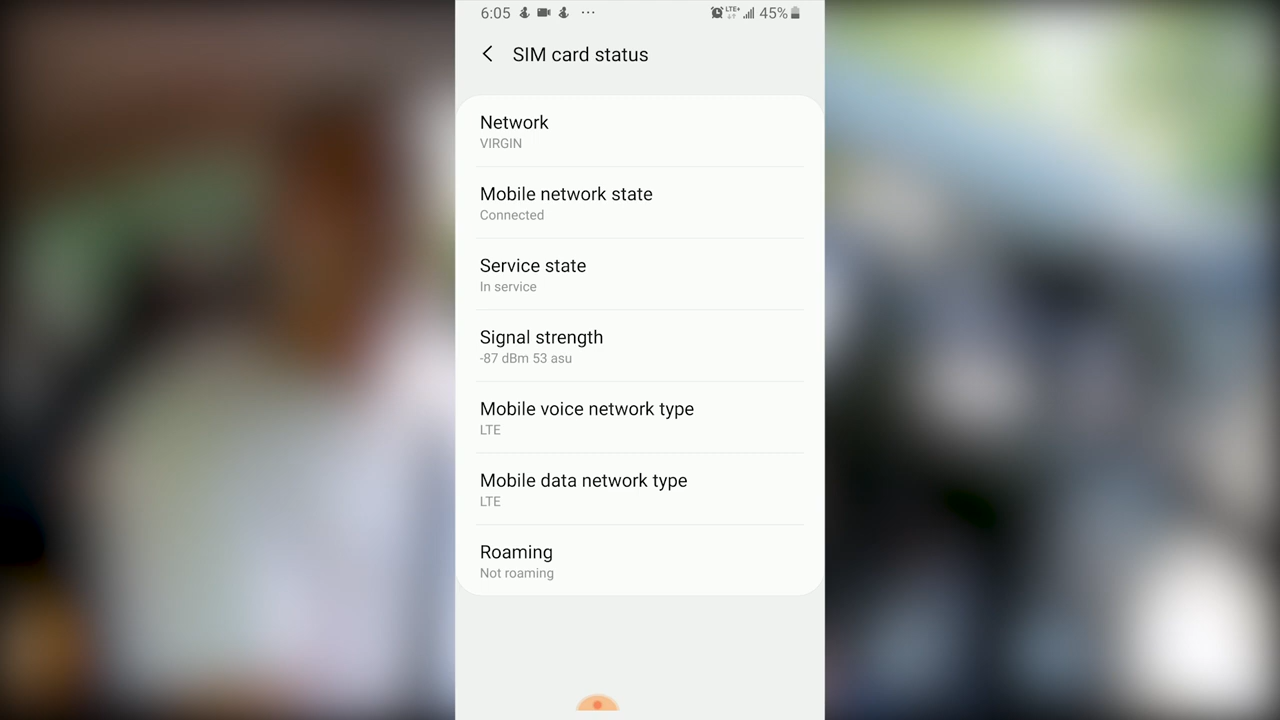 6:05 LTE+ 45%
SIM card status
Network
VIRGIN
Mobile network state
Connected
Service state
In service
Signal strength
-87 dBm 53 asu
Mobile voice network type
LTE
Mobile data network type
LTE
Roaming
Not roaming